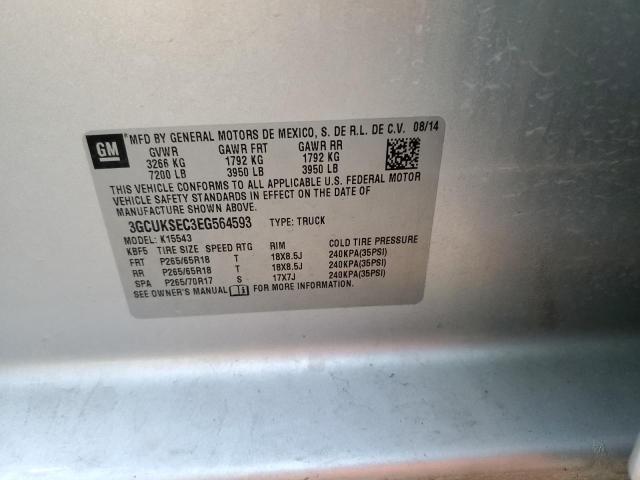 GM
MFD BY GENERAL MOTORS DE MEXICO, S. DE R.L. DE C.V. 08/14
GVWR GAWR FRT GAWR RR
3266 KG 1792 KG 1792 KG
7200 LB 3950 LB 3950 LB
THIS VEHICLE CONFORMS TO ALL APPLICABLE U.S. FEDERAL MOTOR
VEHICLE SAFETY STANDARDS IN EFFECT ON THE DATE OF
MANUFACTURE SHOWN ABOVE.
3GCUKSEC3EG564593 TYPE: TRUCK
MODEL: K15543
KBF5 TIRE SIZE SPEED RTG RIM COLD TIRE PRESSURE
FRT P265/65R18 T 18X8.5J 240KPA(35PSI)
RR P265/65R18 T 18X8.5J 240KPA(35PSI)
SPA P265/70R17 S 17X7J 240KPA(35PSI)
SEE OWNER'S MANUAL FOR MORE INFORMATION.